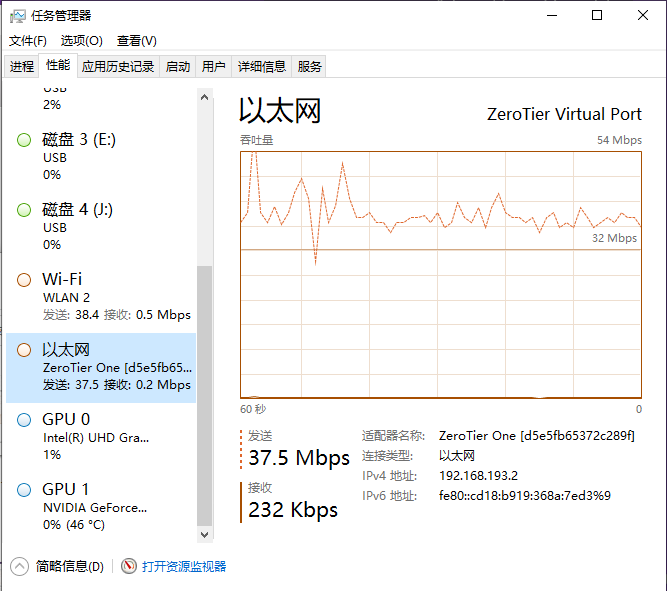 任务管理器
文件(F) 选项(O) 查看(V)
进程 性能 应用历史记录 启动 用户 详细信息 服务
USB
2%
磁盘 3 (E:)
USB
0%
磁盘 4 (J:)
USB
0%
Wi-Fi
WLAN 2
发送: 38.4 接收: 0.5 Mbps
以太网
ZeroTier One [d5e5fb65...
发送: 37.5 接收: 0.2 Mbps
GPU 0
Intel(R) UHD Gra...
1%
GPU 1
NVIDIA GeForce...
0% (46 °C)
以太网 ZeroTier Virtual Port
吞吐量 54 Mbps
32 Mbps
60 秒 0
发送
37.5 Mbps
接收
232 Kbps
适配器名称: ZeroTier One [d5e5fb65372c289f]
连接类型: 以太网
IPv4 地址: 192.168.193.2
IPv6 地址: fe80::cd18:b919:368a:7ed3%9
简略信息(D) 打开资源监视器